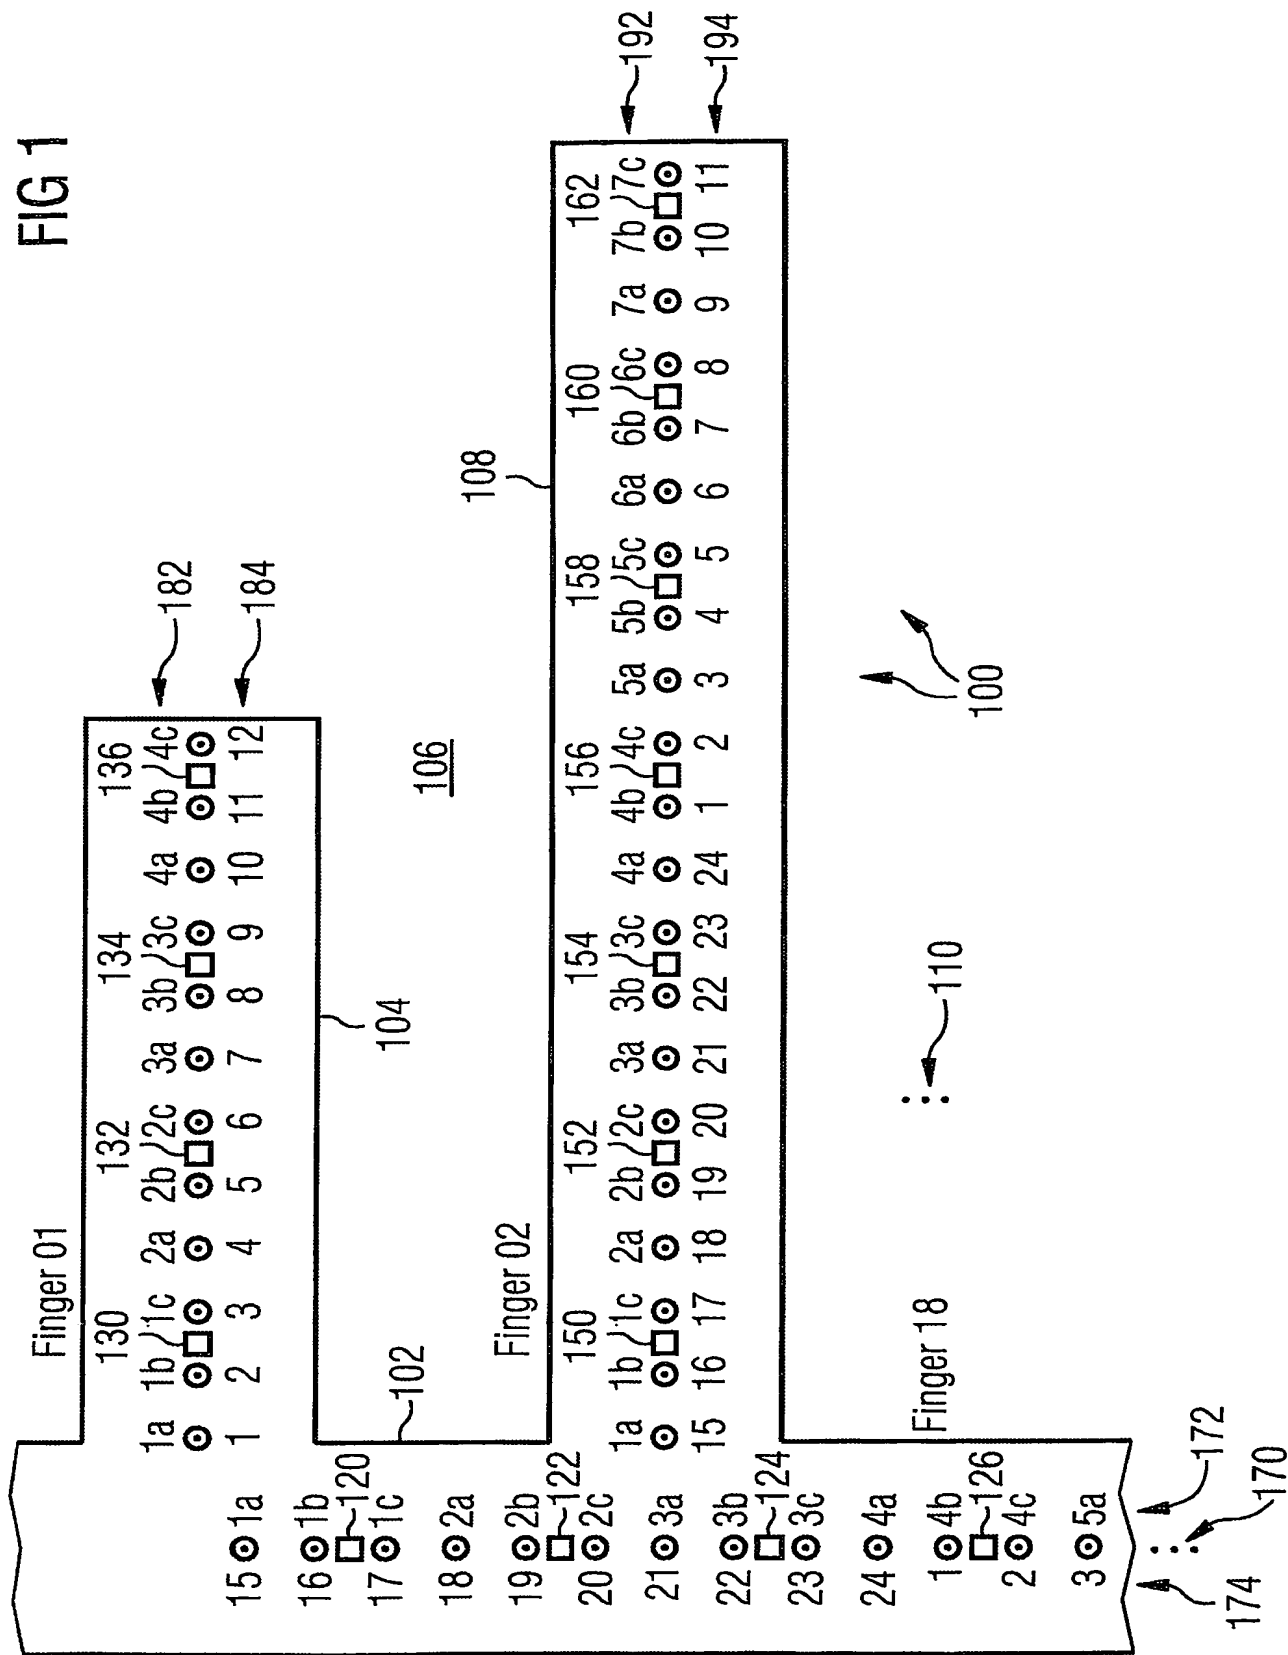 FIG 1
192
194
Finger 01
130 132 134 136
1a 1b 1c 2a 2b 2c 3a 3b 3c 4a 4b 4c
1 2 3 4 5 6 7 8 9 10 11 12
182
184
102
104
106
108
Finger 02
150 152 154 156 158 160 162
1a 1b 1c 2a 2b 2c 3a 3b 3c 4a 4b 4c 5a 5b 5c 6a 6b 6c 7a 7b 7c
15 16 17 18 19 20 21 22 23 24 1 2 3 4 5 6 7 8 9 10 11
Finger 18
110
100
15 1a
16 1b
120
17 1c
18 2a
19 2b
122
20 2c
21 3a
22 3b
124
23 3c
24 4a
1 4b
126
2 4c
3 5a
172
170
174